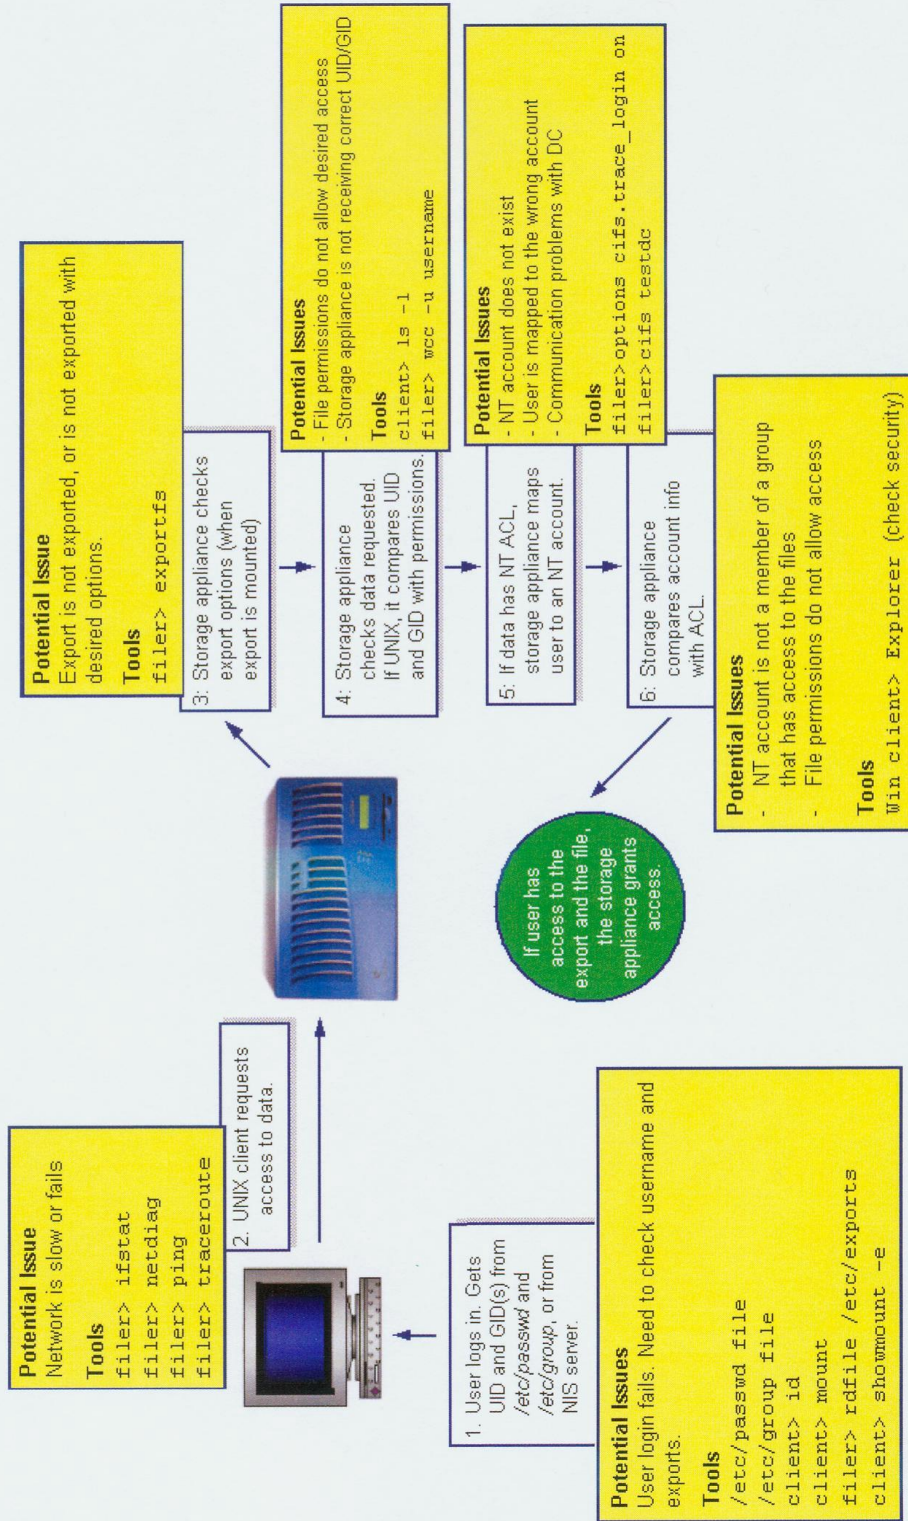 Potential Issues
User login fails. Need to check username and
exports.
Tools
/etc/passwd file
/etc/group file
client> id
client> mount
filer> rdfile /etc/exports
client> showmount -e
1. User logs in. Gets
UID and GID(s) from
/etc/passwd and
/etc/group, or from
NIS server.
Potential Issue
Network is slow or fails
Tools
filer> ifstat
filer> netdiag
filer> ping
filer> traceroute
2. UNIX client requests
access to data.
Potential Issue
Export is not exported, or is not exported with
desired options.
Tools
filer> exportfs
3: Storage appliance checks
export options (when
export is mounted)
4: Storage appliance
checks data requested.
If UNIX, it compares UID
and GID with permissions.
Potential Issues
- File permissions do not allow desired access
- Storage appliance is not receiving correct UID/GID
Tools
client> ls -l
filer> wcc -u username
5: If data has NT ACL,
storage appliance maps
user to an NT account.
Potential Issues
- NT account does not exist
- User is mapped to the wrong account
- Communication problems with DC
Tools
filer>options cifs.trace_login on
filer>cifs testdc
6: Storage appliance
compares account info
with ACL.
Potential Issues
- NT account is not a member of a group
that has access to the files
- File permissions do not allow access
Tools
Win client> Explorer (check security)
If user has
access to the
export and the file,
the storage
appliance grants
access.